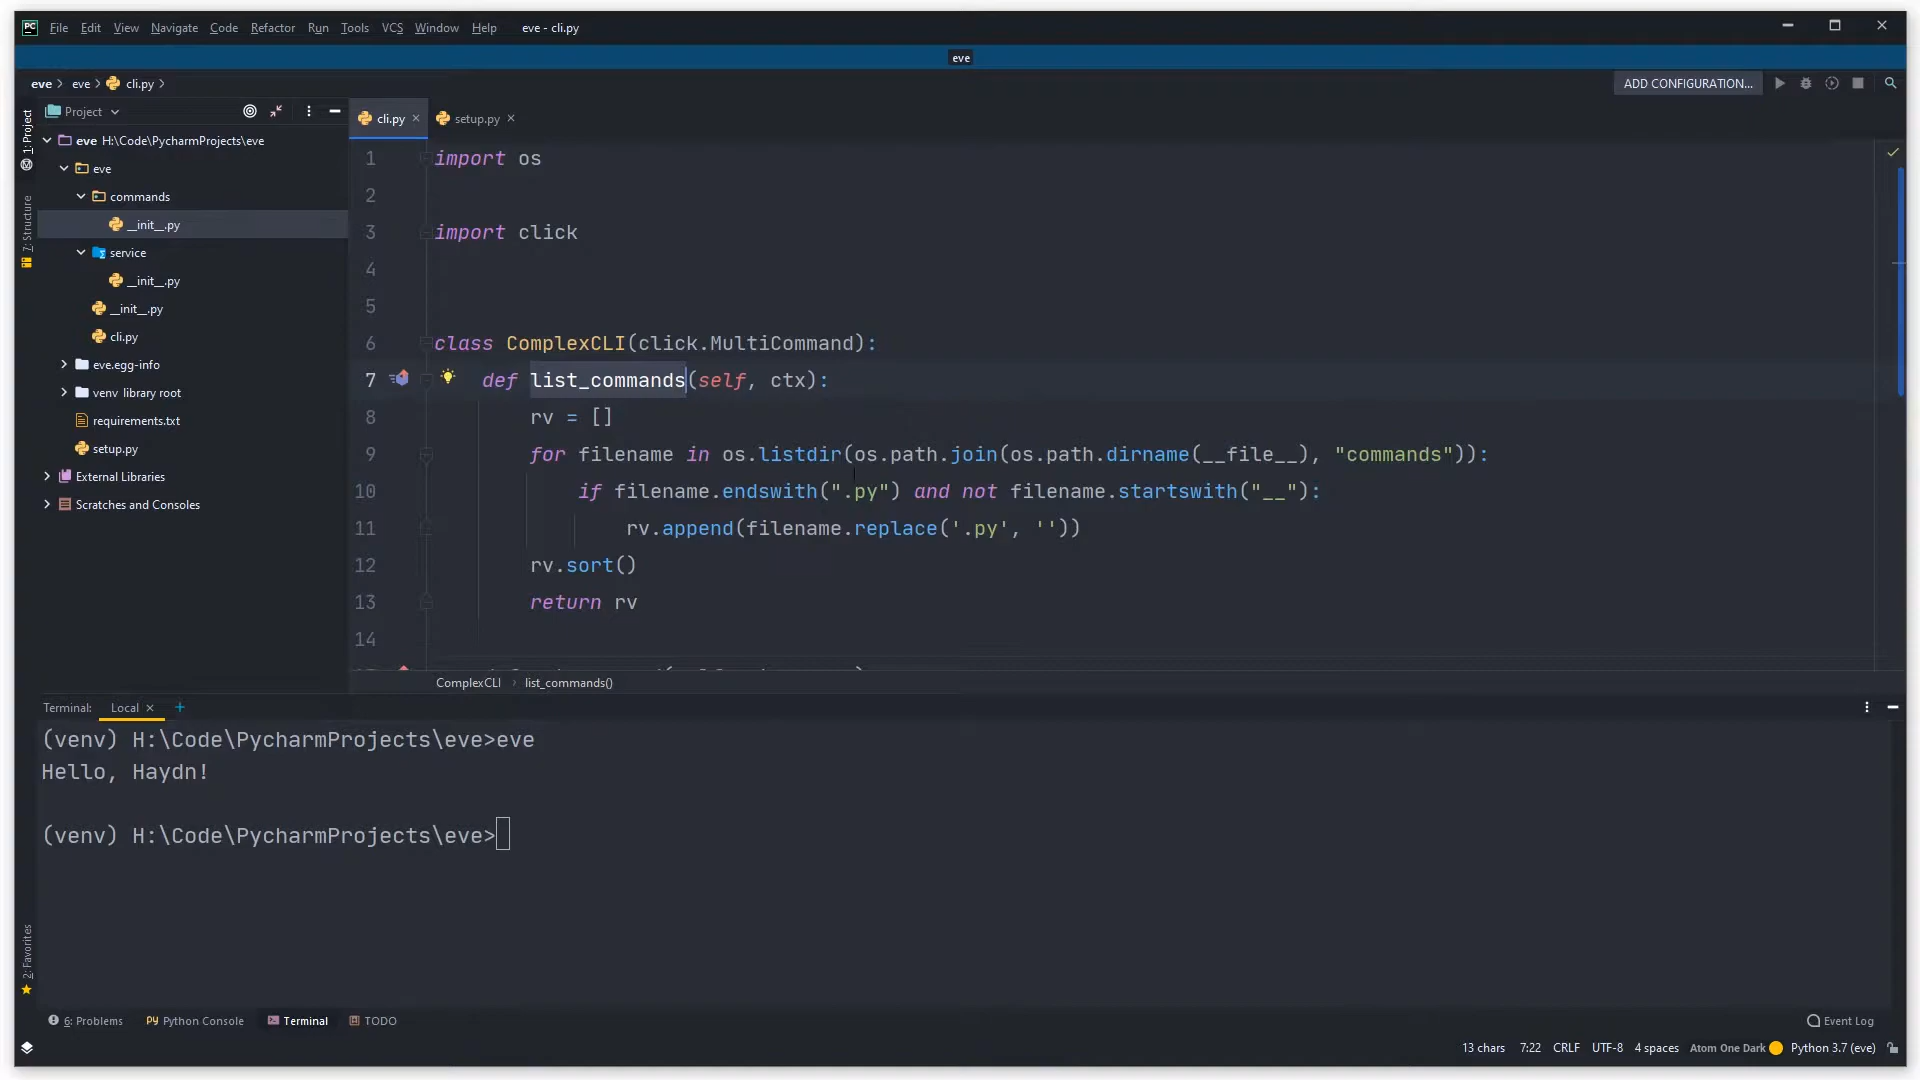 PC File Edit View Navigate Code Refactor Run Tools VCS Window Help eve - cli.py
eve
eve eve cli.py ADD CONFIGURATION...
1: Project
7: Structure
2: Favorites
Project
eve H:\Code\PycharmProjects\eve
eve
commands
__init__.py
service
__init__.py
__init__.py
cli.py
eve.egg-info
venv library root
requirements.txt
setup.py
External Libraries
Scratches and Consoles
cli.py setup.py
1 import os
2
3 import click
4
5
6 class ComplexCLI(click.MultiCommand):
7 def list_commands(self, ctx):
8 rv = []
9 for filename in os.listdir(os.path.join(os.path.dirname(__file__), "commands")):
10 if filename.endswith(".py") and not filename.startswith("__"):
11 rv.append(filename.replace('.py', ''))
12 rv.sort()
13 return rv
14
ComplexCLI list_commands()
Terminal: Local +
(venv) H:\Code\PycharmProjects\eve>eve
Hello, Haydn!
(venv) H:\Code\PycharmProjects\eve>
6: Problems Python Console Terminal TODO Event Log
13 chars 7:22 CRLF UTF-8 4 spaces Atom One Dark Python 3.7 (eve)